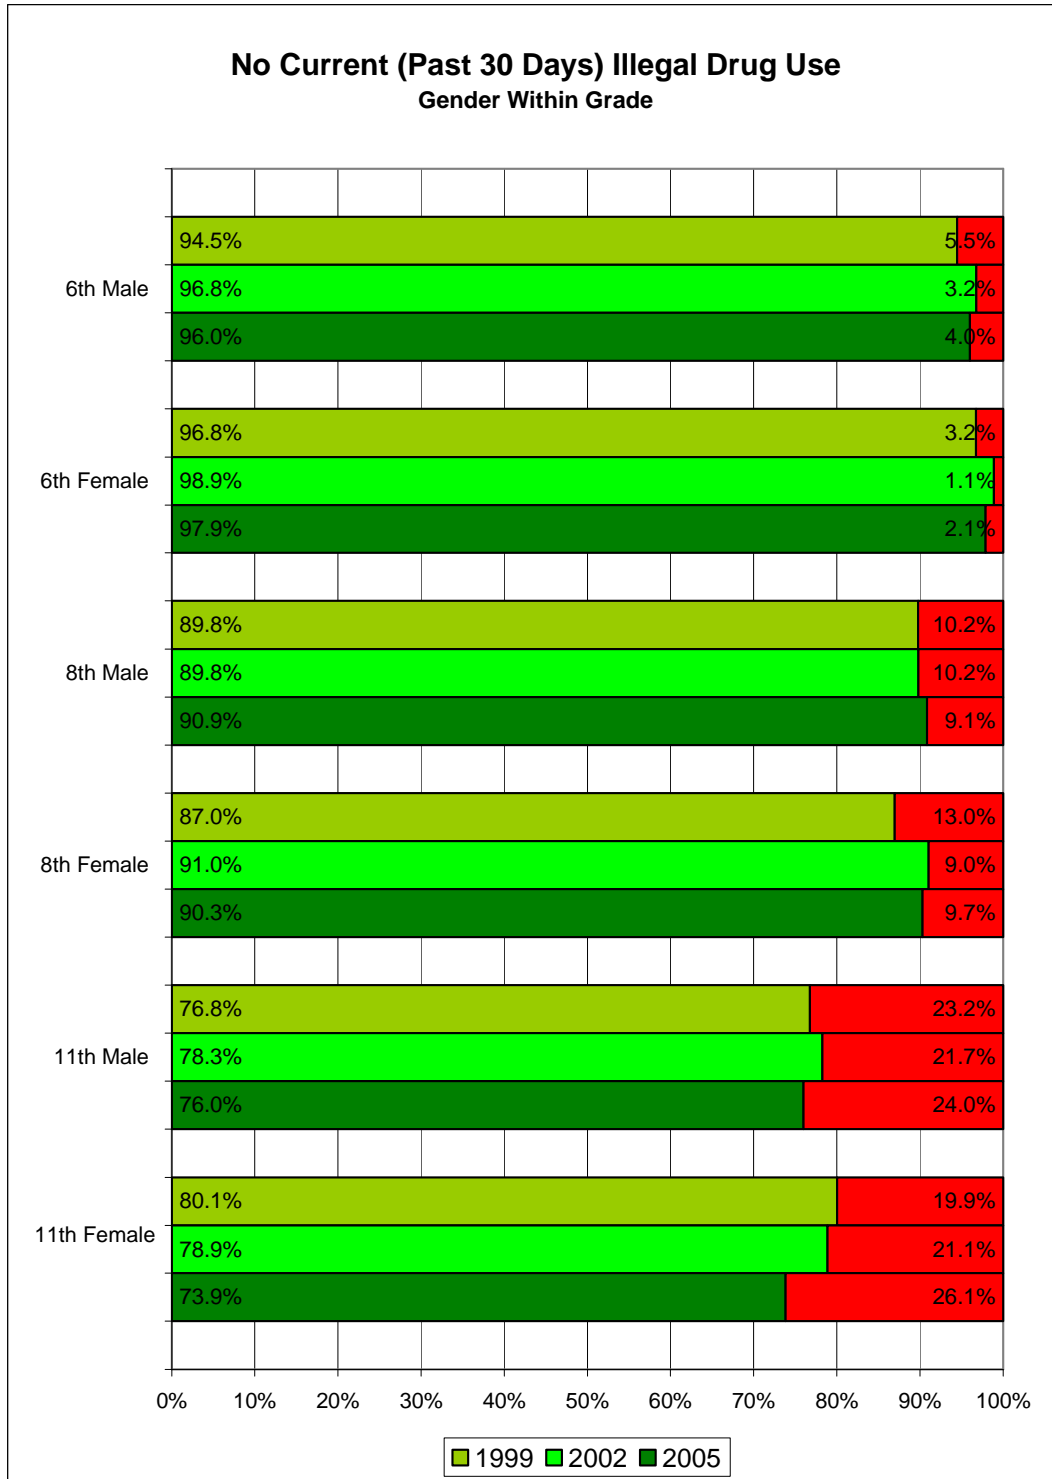 No Current (Past 30 Days) Illegal Drug Use
Gender Within Grade
94.5% 5.5%
6th Male 96.8% 3.2%
96.0% 4.0%
96.8% 3.2%
6th Female 98.9% 1.1%
97.9% 2.1%
89.8% 10.2%
8th Male 89.8% 10.2%
90.9% 9.1%
87.0% 13.0%
8th Female 91.0% 9.0%
90.3% 9.7%
76.8% 23.2%
11th Male 78.3% 21.7%
76.0% 24.0%
80.1% 19.9%
11th Female 78.9% 21.1%
73.9% 26.1%
0% 10% 20% 30% 40% 50% 60% 70% 80% 90% 100%
1999 2002 2005